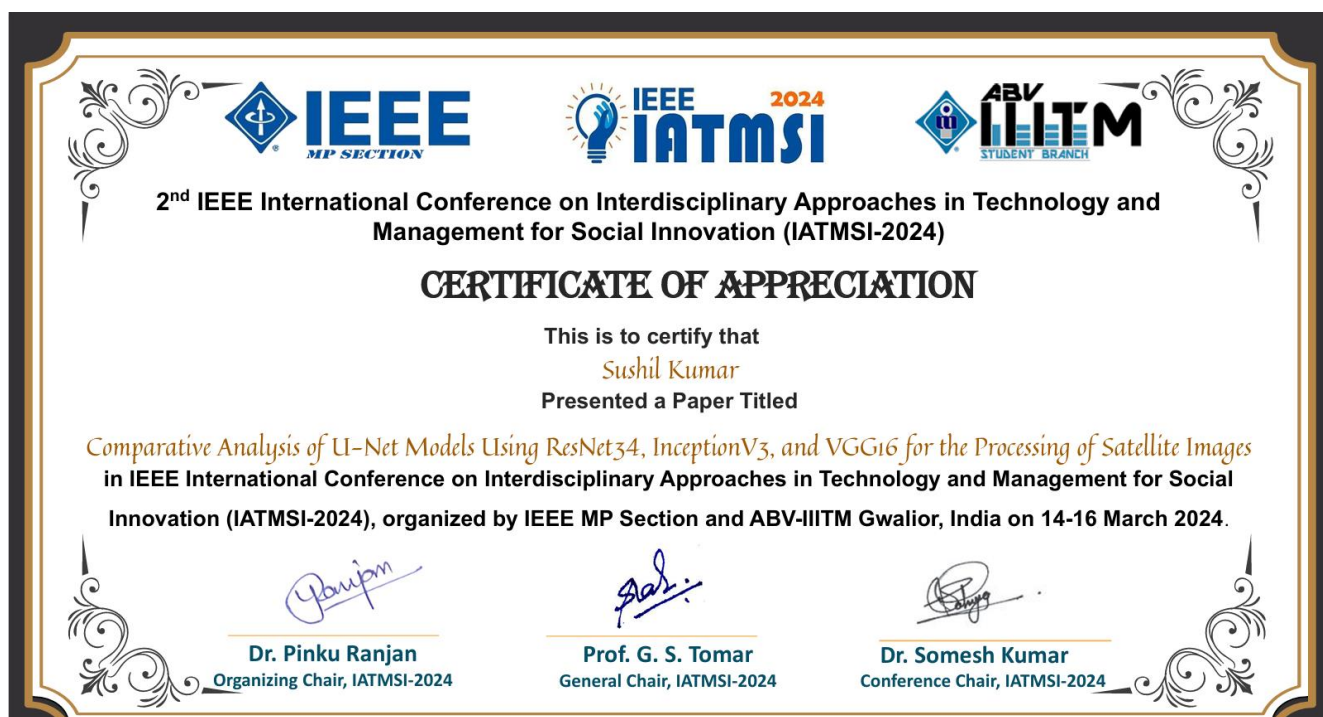 IEEE
MP SECTION
IEEE 2024
IATMSI
ABV
IIITM
STUDENT BRANCH
2nd IEEE International Conference on Interdisciplinary Approaches in Technology and
Management for Social Innovation (IATMSI-2024)
CERTIFICATE OF APPRECIATION
This is to certify that
Sushil Kumar
Presented a Paper Titled
Comparative Analysis of U-Net Models Using ResNet34, InceptionV3, and VGG16 for the Processing of Satellite Images
in IEEE International Conference on Interdisciplinary Approaches in Technology and Management for Social
Innovation (IATMSI-2024), organized by IEEE MP Section and ABV-IIITM Gwalior, India on 14-16 March 2024.
Dr. Pinku Ranjan
Organizing Chair, IATMSI-2024
Prof. G. S. Tomar
General Chair, IATMSI-2024
Dr. Somesh Kumar
Conference Chair, IATMSI-2024